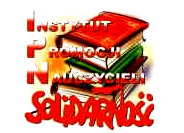 INSTYTUT
PROMOCJI
NAUCZYCIELI
SOLIDARNOŚĆ